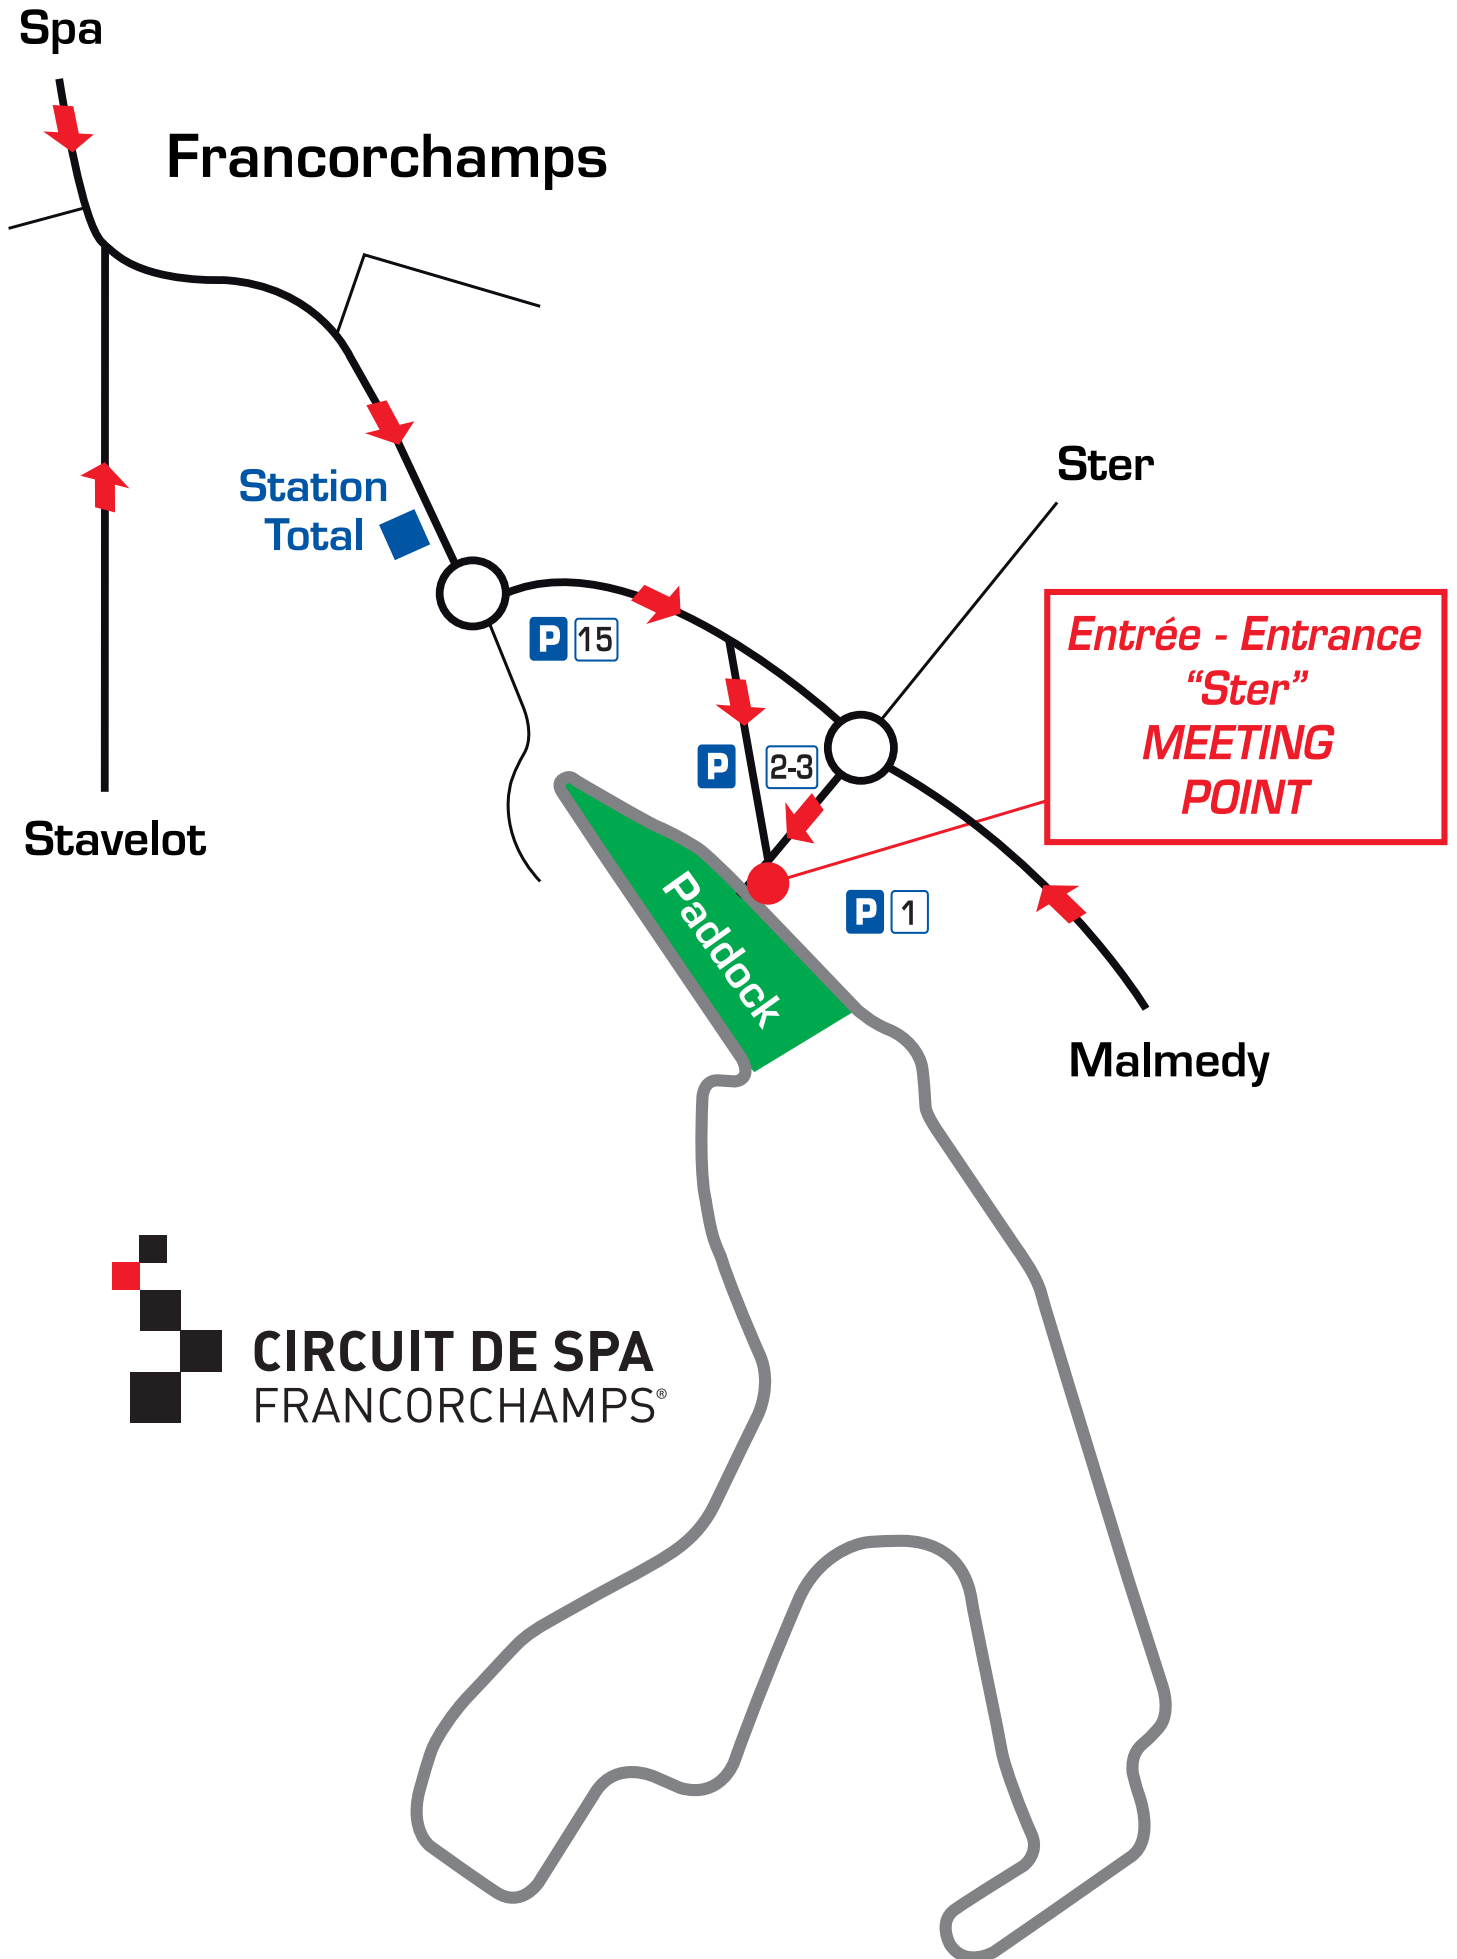 Spa
Francorchamps
Station
Total
Ster
Entrée - Entrance
“Ster”
MEETING
POINT
P 15
P 2-3
Stavelot
Paddock
P 1
Malmedy
CIRCUIT DE SPA
FRANCORCHAMPS®